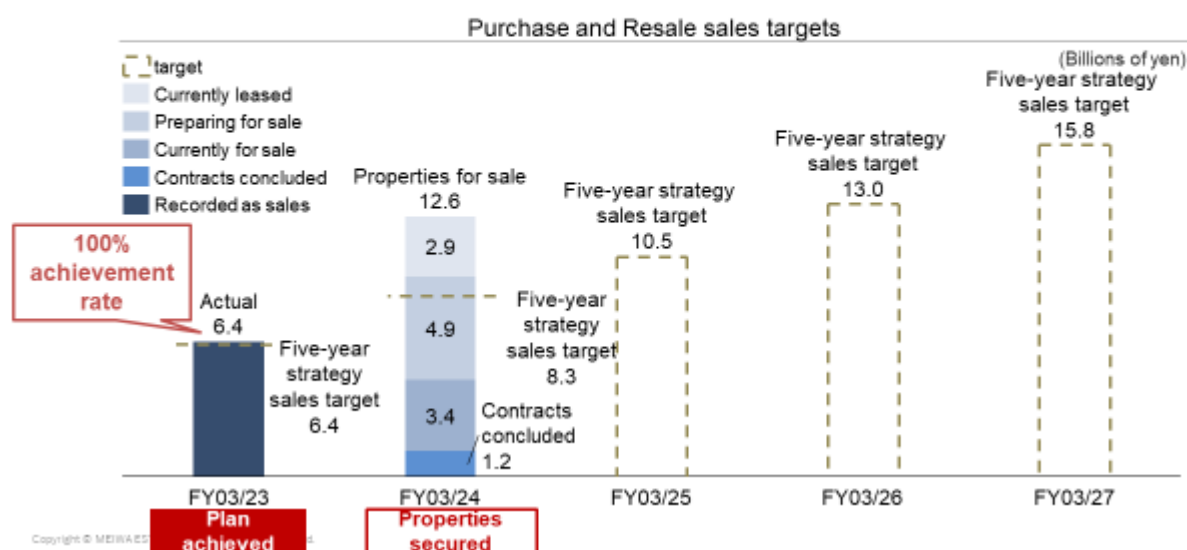 Purchase and Resale sales targets
(Billions of yen)
target
Currently leased
Preparing for sale
Currently for sale
Contracts concluded
Recorded as sales
100%
achievement
rate
Actual
6.4
Five-year
strategy
sales target
6.4
Properties for sale
12.6
2.9
4.9
3.4
Five-year
strategy
sales target
8.3
Contracts
concluded
1.2
Five-year strategy
sales target
10.5
Five-year strategy
sales target
13.0
Five-year strategy
sales target
15.8
FY03/23
FY03/24
FY03/25
FY03/26
FY03/27
Plan
achieved
Properties
secured
Copyright © MEIWA